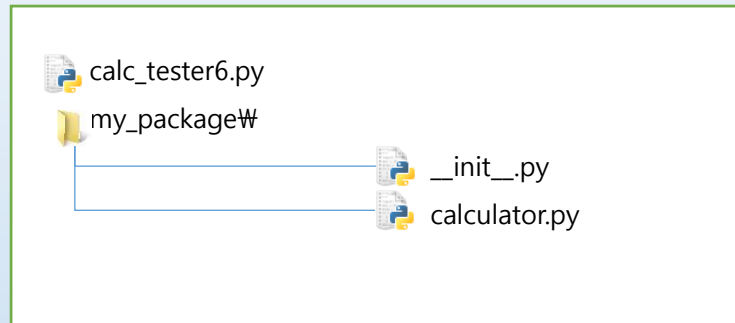 calc_tester6.py
my_package₩
__init__.py
calculator.py